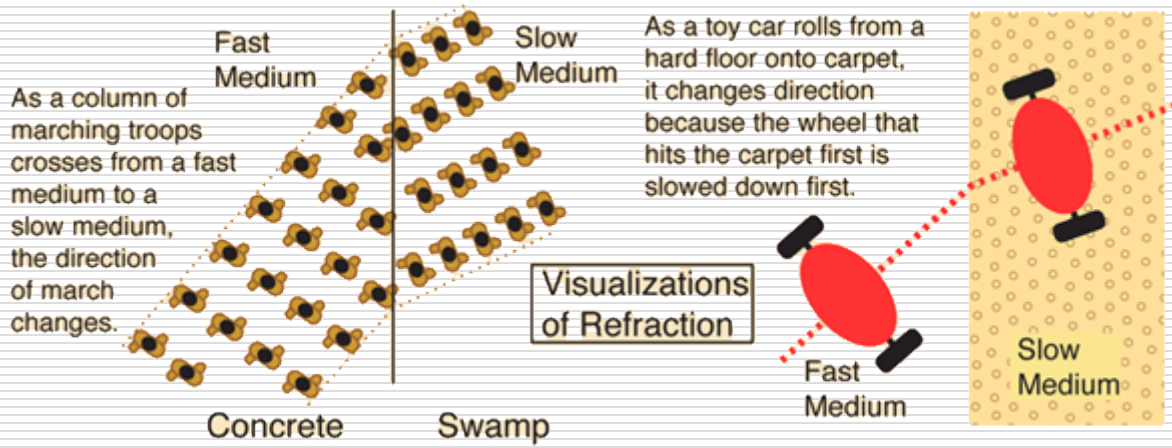 Fast
Medium
Slow
Medium
As a column of
marching troops
crosses from a fast
medium to a
slow medium,
the direction
of march
changes.
Concrete
Swamp
Visualizations
of Refraction
As a toy car rolls from a
hard floor onto carpet,
it changes direction
because the wheel that
hits the carpet first is
slowed down first.
Fast
Medium
Slow
Medium